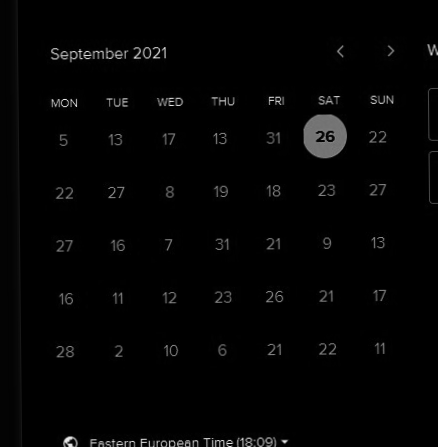 September 2021
W
MON TUE WED THU FRI SAT SUN
5 13 17 13 31 26 22
22 27 8 19 18 23 27
27 16 7 31 21 9 13
16 11 12 23 26 21 17
28 2 10 6 21 22 11
Eastern European Time (18:09)